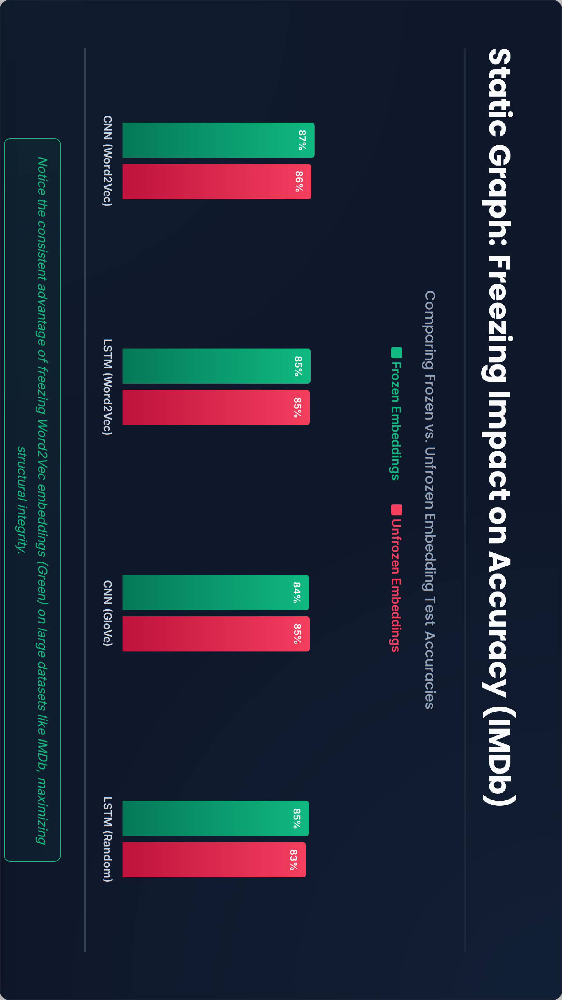 Static Graph: Freezing Impact on Accuracy (IMDb)
Comparing Frozen vs. Unfrozen Embedding Test Accuracies
Frozen Embeddings
Unfrozen Embeddings
87%
86%
CNN (Word2Vec)
85%
85%
LSTM (Word2Vec)
84%
85%
CNN (GloVe)
85%
83%
LSTM (Random)
Notice the consistent advantage of freezing Word2Vec embeddings (Green) on large datasets like IMDb, maximizing
structural integrity.